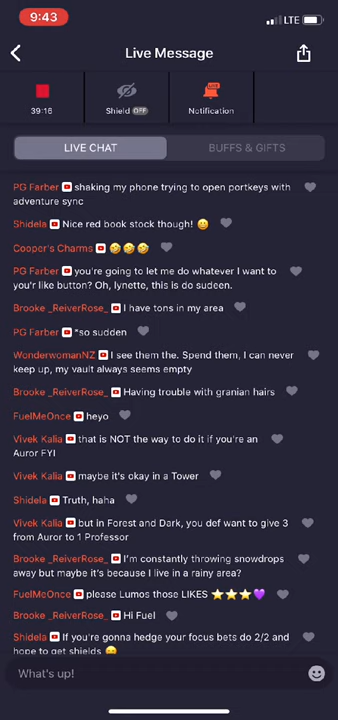 9:43
LTE
Live Message
39:16
Shield OFF
Notification
LIVE CHAT
BUFFS & GIFTS
PG Farber shaking my phone trying to open portkeys with
adventure sync
Shidela Nice red book stock though! 😀
Cooper's Charms 🤣🤣🤣
PG Farber you're going to let me do whatever I want to
you'r like button? Oh, lynette, this is do sudeen.
Brooke _ReiverRose_ I have tons in my area
PG Farber *so sudden
WonderwomanNZ I see them the. Spend them, I can never
keep up, my vault always seems empty
Brooke _ReiverRose_ Having trouble with granian hairs
FuelMeOnce heyo
Vivek Kalia that is NOT the way to do it if you're an
Auror FYI
Vivek Kalia maybe it's okay in a Tower
Shidela Truth, haha
Vivek Kalia but in Forest and Dark, you def want to give 3
from Auror to 1 Professor
Brooke _ReiverRose_ I'm constantly throwing snowdrops
away but maybe it's because I live in a rainy area?
FuelMeOnce please Lumos those LIKES ⭐⭐⭐💜
Brooke _ReiverRose_ Hi Fuel
Shidela If you're gonna hedge your focus bets do 2/2 and
hope to get shields 😀
What's up!